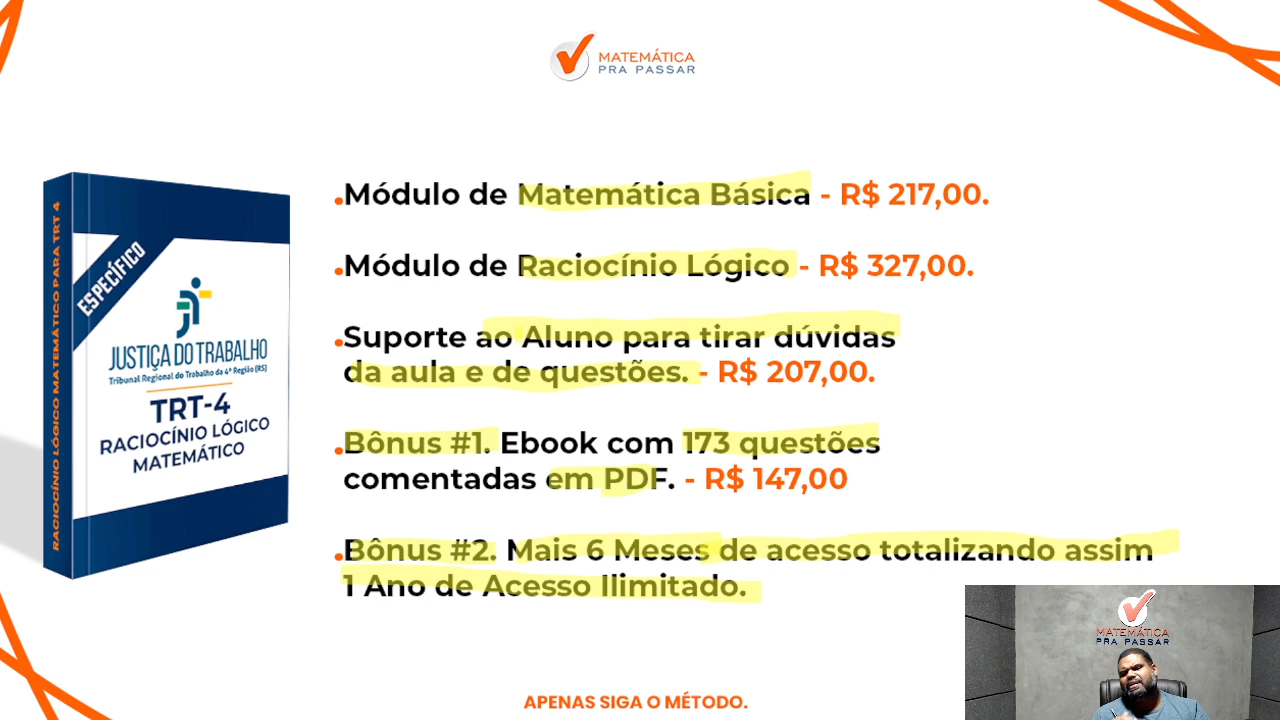 MATEMÁTICA
PRA PASSAR
RACIOCÍNIO LÓGICO MATEMÁTICO PARA TRT 4
ESPECÍFICO
JUSTIÇA DO TRABALHO
Tribunal Regional do Trabalho da 4ª Região (RS)
TRT-4
RACIOCÍNIO LÓGICO
MATEMÁTICO
.Módulo de Matemática Básica - R$ 217,00.
.Módulo de Raciocínio Lógico - R$ 327,00.
.Suporte ao Aluno para tirar dúvidas
da aula e de questões. - R$ 207,00.
.Bônus #1. Ebook com 173 questões
comentadas em PDF. - R$ 147,00
.Bônus #2. Mais 6 Meses de acesso totalizando assim
1 Ano de Acesso Ilimitado.
MATEMÁTICA
PRA PASSAR
APENAS SIGA O MÉTODO.